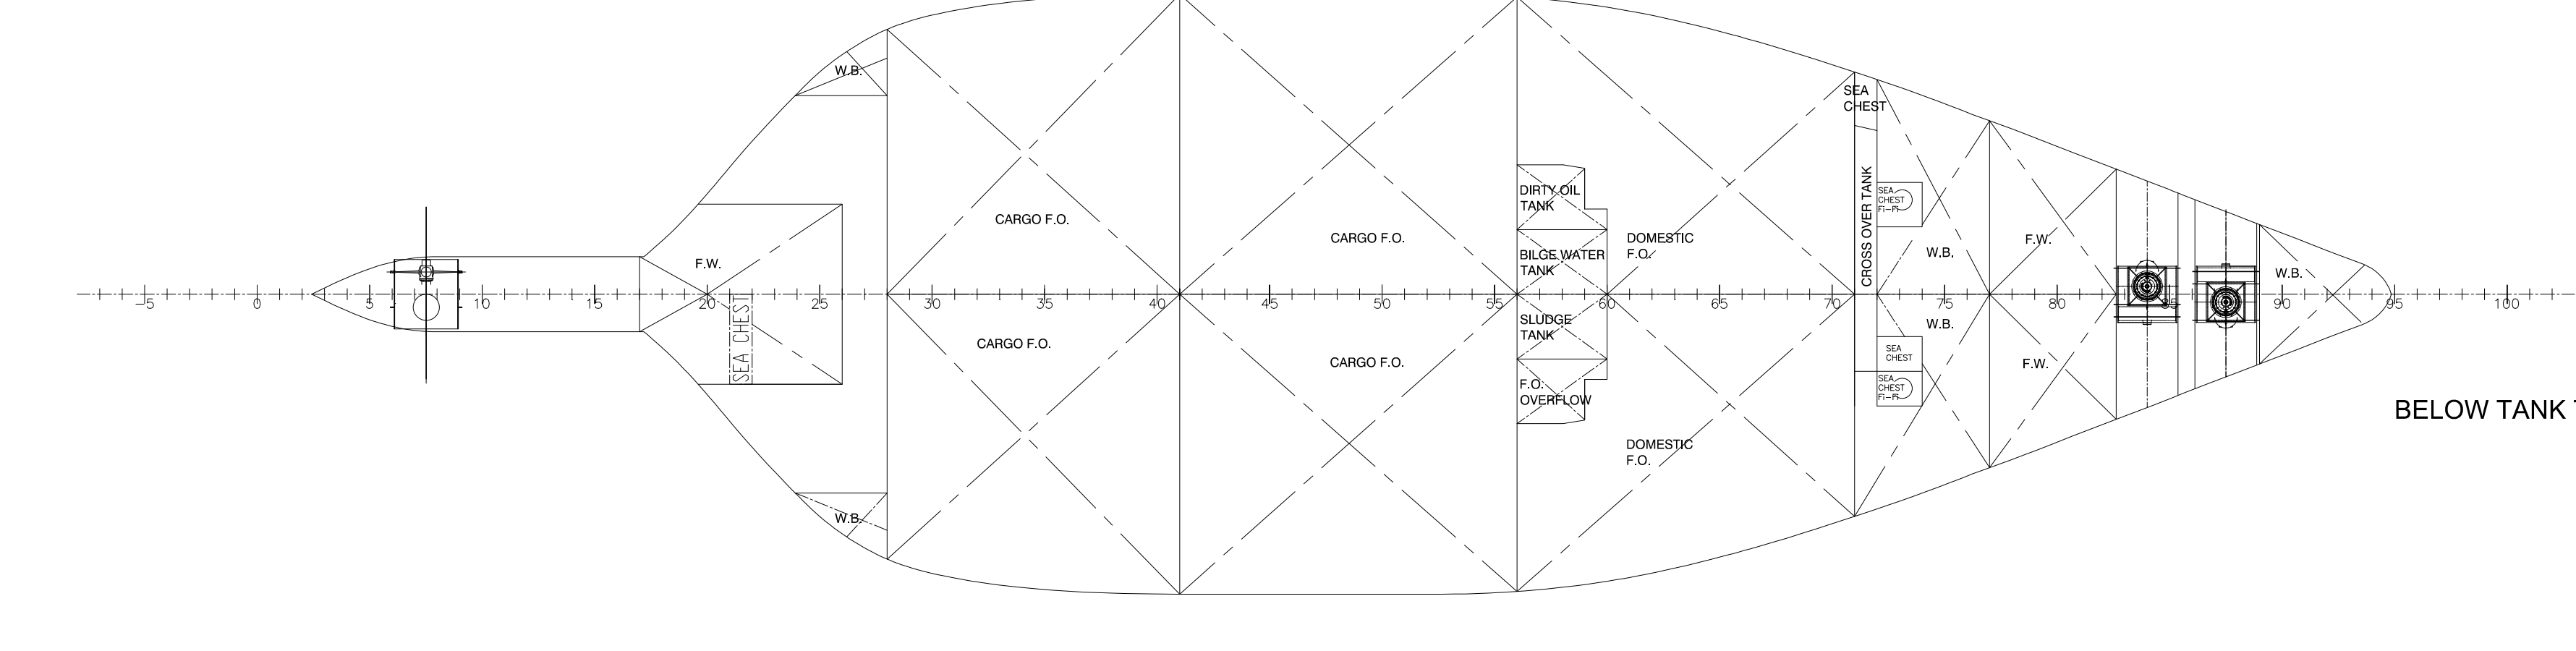 W.B.
SEA
CHEST
CARGO F.O.
CARGO F.O.
DIRTY OIL
TANK
CROSS OVER TANK
SEA
CHEST
Fi-Fi
F.W.
BILGE WATER
TANK
DOMESTIC
F.O.
W.B.
F.W.
W.B.
-5 0 5 10 15 20 25 30 35 40 45 50 55 60 65 70 75 80 85 90 95 100
SEA CHEST
CARGO F.O.
CARGO F.O.
SLUDGE
TANK
W.B.
SEA
CHEST
F.W.
F.O.
OVERFLOW
SEA
CHEST
Fi-Fi
BELOW TANK
DOMESTIC
F.O.
W.B.